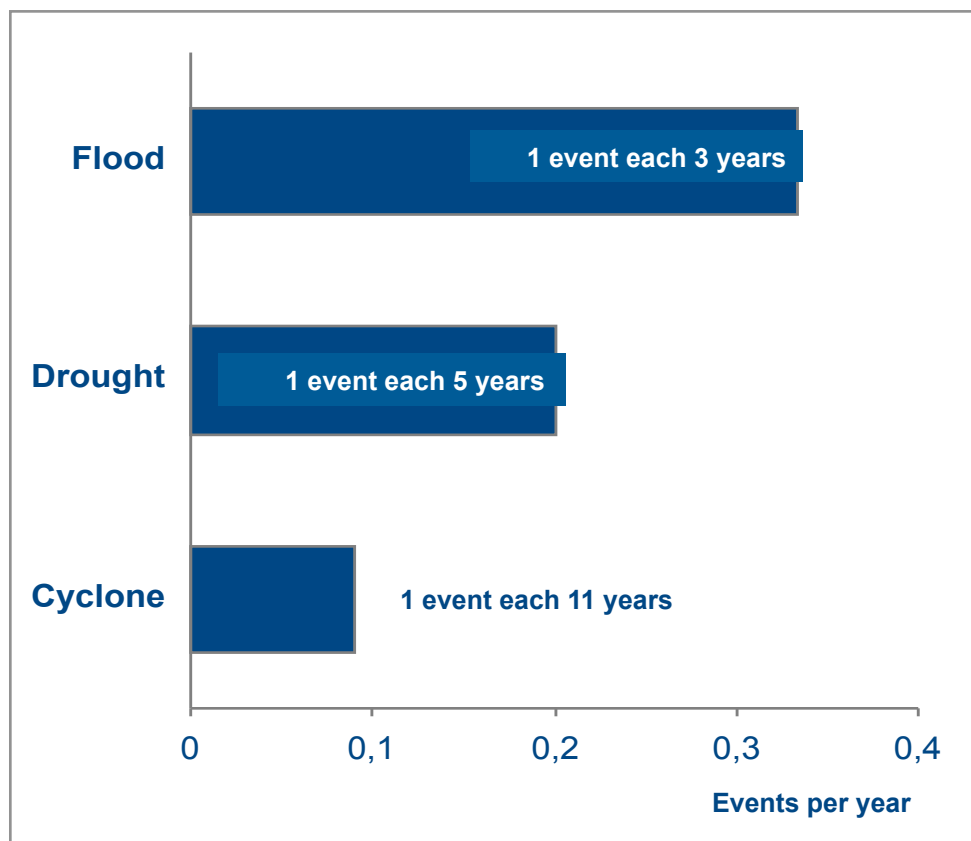 Flood
1 event each 3 years
Drought
1 event each 5 years
Cyclone
1 event each 11 years
0 0,1 0,2 0,3 0,4
Events per year